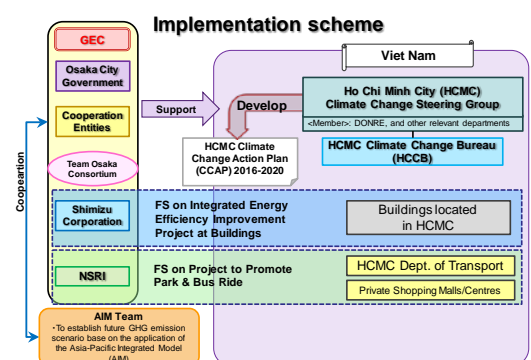 Implementation scheme
GEC
Osaka City
Government
Cooperation
Entities
Team Osaka
Consortium
Shimizu
Corporation
NSRI
Coopeartion
AIM Team
・To establish future GHG emission
scenario base on the application of
the Asia-Pacific Integrated Model
(AIM)
Support
Viet Nam
Develop
Ho Chi Minh City (HCMC)
Climate Change Steering Group
<Member>: DONRE, and other relevant departments
HCMC Climate Change Bureau
(HCCB)
HCMC Climate
Change Action Plan
(CCAP) 2016-2020
FS on Integrated Energy
Efficiency Improvement
Project at Buildings
Buildings located
in HCMC
FS on Project to Promote
Park & Bus Ride
HCMC Dept. of Transport
Private Shopping Malls/Centres